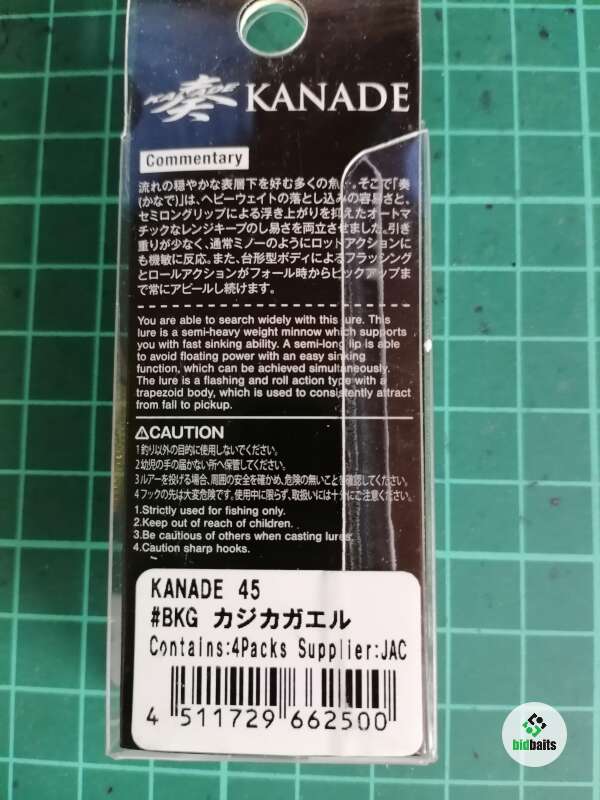 KANADE 奏 KANADE
Commentary
流れの穏やかな表層下を好む多くの魚…。そこで「奏
(かなで)」は、ヘビーウェイトの落とし込みの容易さと、
セミロングリップによる浮き上がりを抑えたオートマ
チックなレンジキープのし易さを両立させました。引き
重りが少なく、通常ミノーのようにロッドアクションに
も機敏に反応。また、台形型ボディによるフラッシング
とロールアクションがフォール時からピックアップま
で常にアピールし続けます。
You are able to search widely with this lure. This
lure is a semi-heavy weight minnow which supports
you with fast sinking ability. A semi-long lip is able
to avoid floating power with an easy sinking
function, which can be achieved simultaneously.
The lure is a flashing and roll action type with a
trapezoid body, which is used to consistently attract
from fall to pickup.
⚠CAUTION
1釣り以外の目的に使用しないでください。
2幼児の手の届かない所へ保管してください。
3ルアーを投げる場合、周囲の安全を確かめ、危険の無いことを確認してください。
4フックの先は大変危険です。使用中に限らず、取扱いには十分にご注意ください。
1.Strictly used for fishing only.
2.Keep out of reach of children.
3.Be cautious of others when casting lures.
4.Caution sharp hooks.
KANADE 45
#BKG カジカガエル
Contains:4Packs Supplier:JAC
4 511729 662500
bidbaits